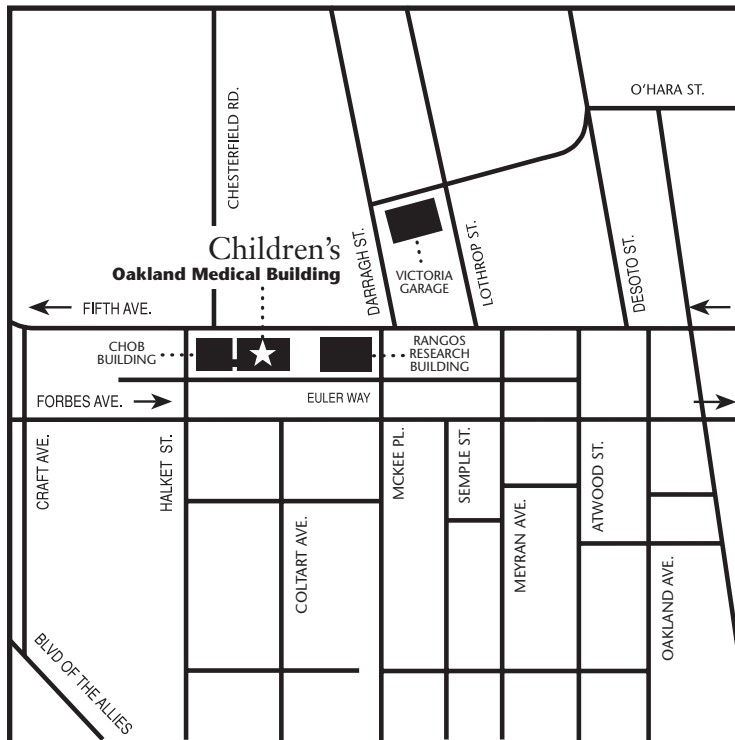 O'HARA ST.
CHESTERFIELD RD.
Children's
Oakland Medical Building
DARRAGH ST.
VICTORIA
GARAGE
LOTHROP ST.
DESOTO ST.
FIFTH AVE.
CHOB
BUILDING
RANGOS
RESEARCH
BUILDING
FORBES AVE.
EULER WAY
CRAFT AVE.
HALKET ST.
COLTART AVE.
MCKEE PL.
SEMPLE ST.
MEYRAN AVE.
ATWOOD ST.
OAKLAND AVE.
BLVD OF THE ALLIES